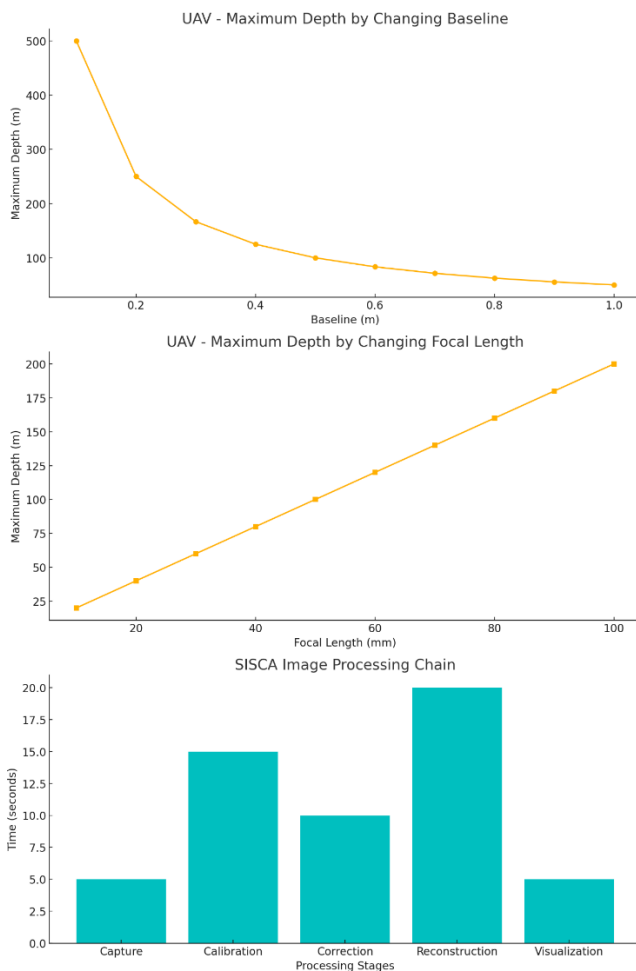 UAV - Maximum Depth by Changing Baseline
500
400
300
200
100
Maximum Depth (m)
0.2 0.4 0.6 0.8 1.0
Baseline (m)
UAV - Maximum Depth by Changing Focal Length
200
175
150
125
100
75
50
25
Maximum Depth (m)
20 40 60 80 100
Focal Length (mm)
SISCA Image Processing Chain
20.0
17.5
15.0
12.5
10.0
7.5
5.0
2.5
0.0
Time (seconds)
Capture Calibration Correction Reconstruction Visualization
Processing Stages